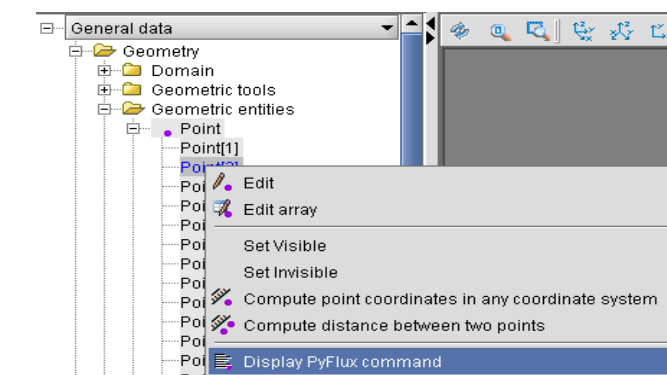 General data
Geometry
Domain
Geometric tools
Geometric entities
Point
Point[1]
Edit
Edit array
Set Visible
Set Invisible
Compute point coordinates in any coordinate system
Compute distance between two points
Display PyFlux command